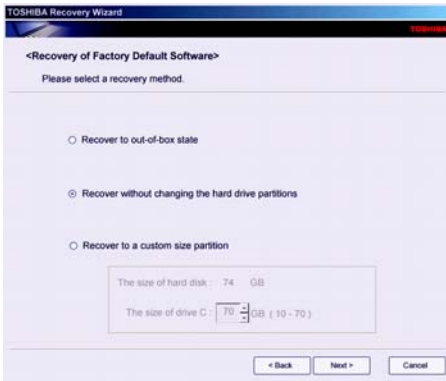 TOSHIBA Recovery Wizard
TOSHIBA
<Recovery of Factory Default Software>
Please select a recovery method.
Recover to out-of-box state
Recover without changing the hard drive partitions
Recover to a custom size partition
The size of hard disk : 74 GB
The size of drive C : 70 GB ( 10 - 70 )
< Back Next > Cancel